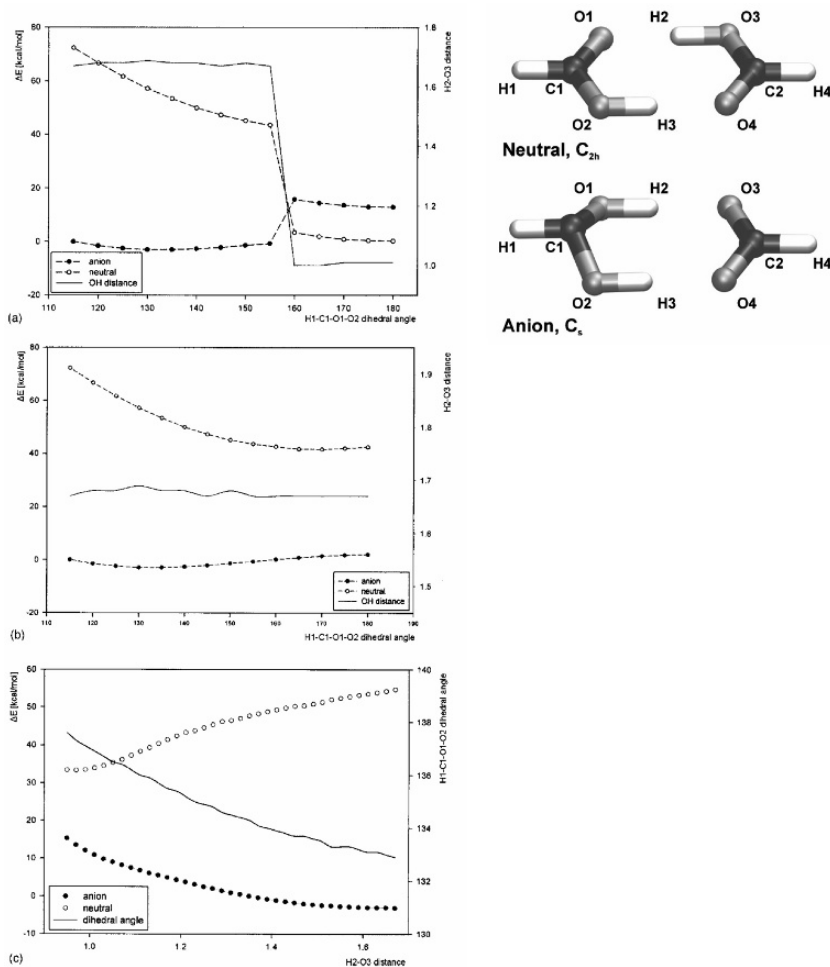 80
60
40
20
0
-20
ΔE [kcal/mol]
1.8
1.6
1.4
1.2
1.0
H2-O3 distance
anion
neutral
OH distance
110 120 130 140 150 160 170 180
H1-C1-O1-O2 dihedral angle
(a)
80
60
40
20
0
-20
ΔE [kcal/mol]
1.9
1.8
1.7
1.6
1.5
H2-O3 distance
anion
neutral
OH distance
110 120 130 140 150 160 170 180 190
H1-C1-O1-O2 dihedral angle
(b)
60
50
40
30
20
10
0
-10
ΔE [kcal/mol]
140
138
136
134
131
130
H1-C1-O1-O2 dihedral angle
anion
neutral
dihedral angle
1.0 1.2 1.4 1.6
H2-O3 distance
(c)
O1 H2 O3
H1 C1 C2 H4
O2 H3 O4
Neutral, C2h
O1 H2 O3
H1 C1 C2 H4
O2 H3 O4
Anion, Cs